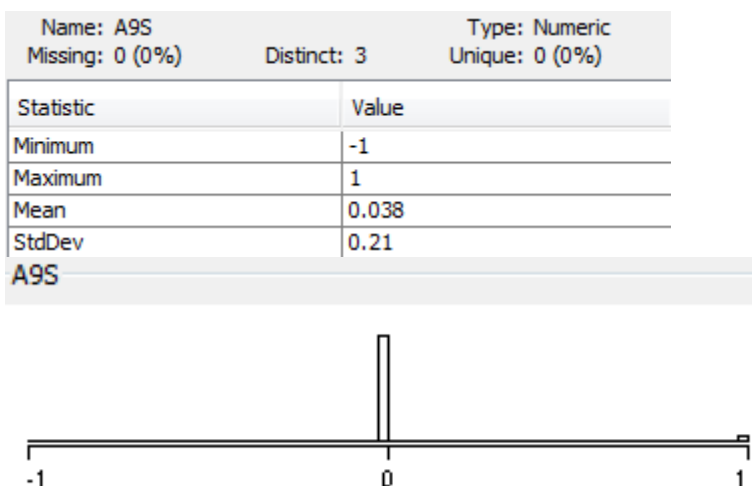 Name: A9S Type: Numeric
Missing: 0 (0%) Distinct: 3 Unique: 0 (0%)
Statistic Value
Minimum -1
Maximum 1
Mean 0.038
StdDev 0.21
A9S
-1 0 1